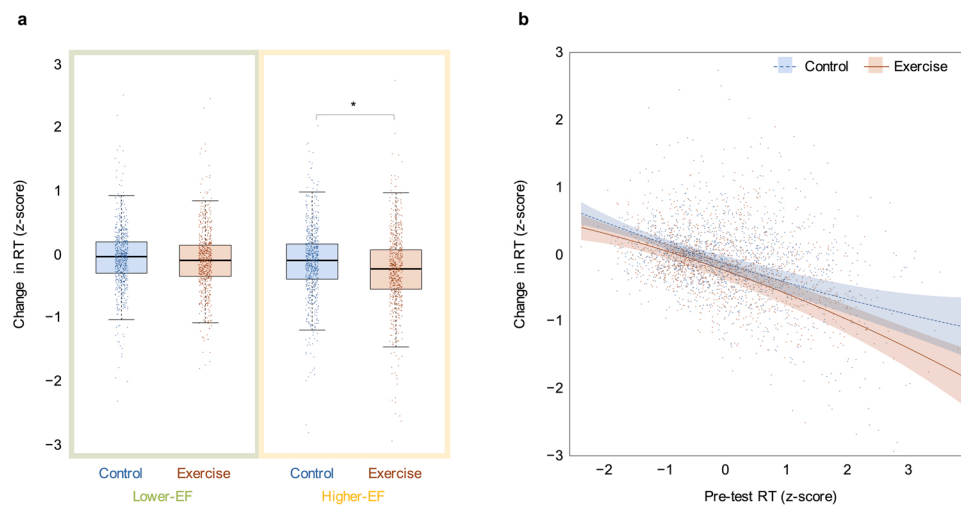 a
Change in RT (z-score)
3
2
1
0
−1
−2
−3
*
Control Exercise Control Exercise
Lower-EF Higher-EF
b
Change in RT (z-score)
3
2
1
0
−1
−2
−3
Control Exercise
−2 −1 0 1 2 3
Pre-test RT (z-score)